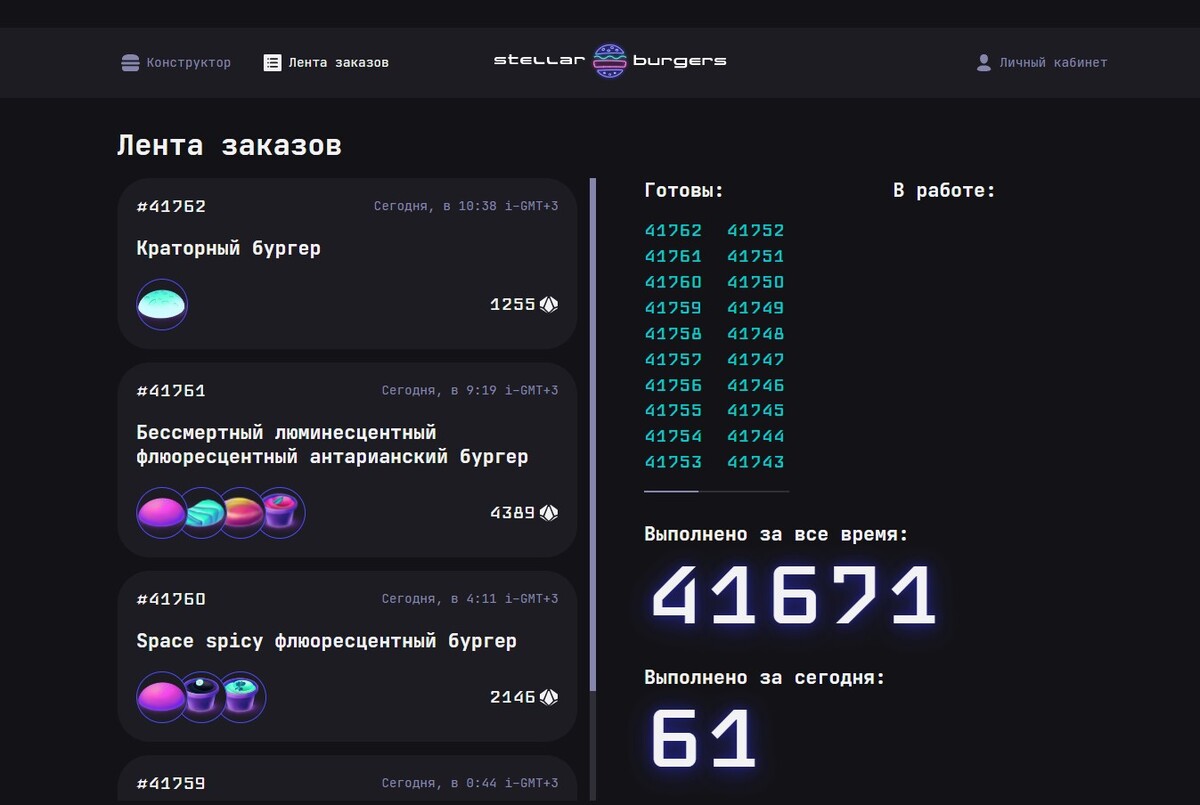 Конструктор
Лента заказов
stellar burgers
Личный кабинет
Лента заказов
#41762
Сегодня, в 10:38 i-GMT+3
Краторный бургер
1255
#41761
Сегодня, в 9:19 i-GMT+3
Бессмертный люминесцентный
флюоресцентный антарианский бургер
4389
#41760
Сегодня, в 4:11 i-GMT+3
Space spicy флюоресцентный бургер
2146
#41759
Сегодня, в 0:44 i-GMT+3
Готовы:
41762 41752
41761 41751
41760 41750
41759 41749
41758 41748
41757 41747
41756 41746
41755 41745
41754 41744
41753 41743
В работе:
Выполнено за все время:
41671
Выполнено за сегодня:
61